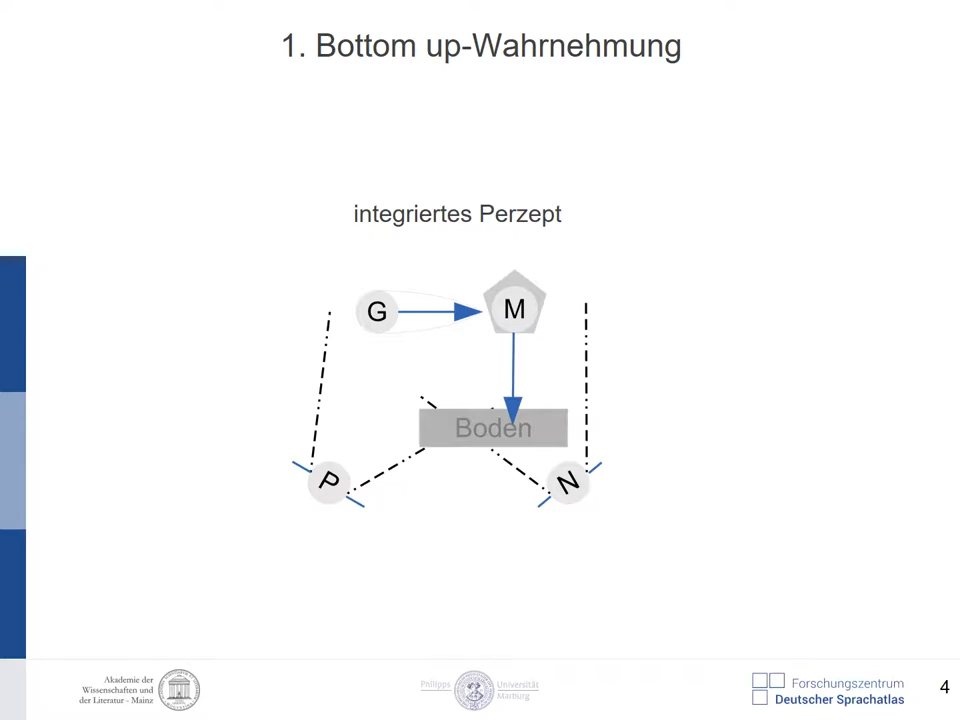 1. Bottom up-Wahrnehmung
integriertes Perzept
G
M
Boden
P
N
Akademie der
Wissenschaften und
der Literatur - Mainz
Philipps
Universität
Marburg
Forschungszentrum
Deutscher Sprachatlas
4